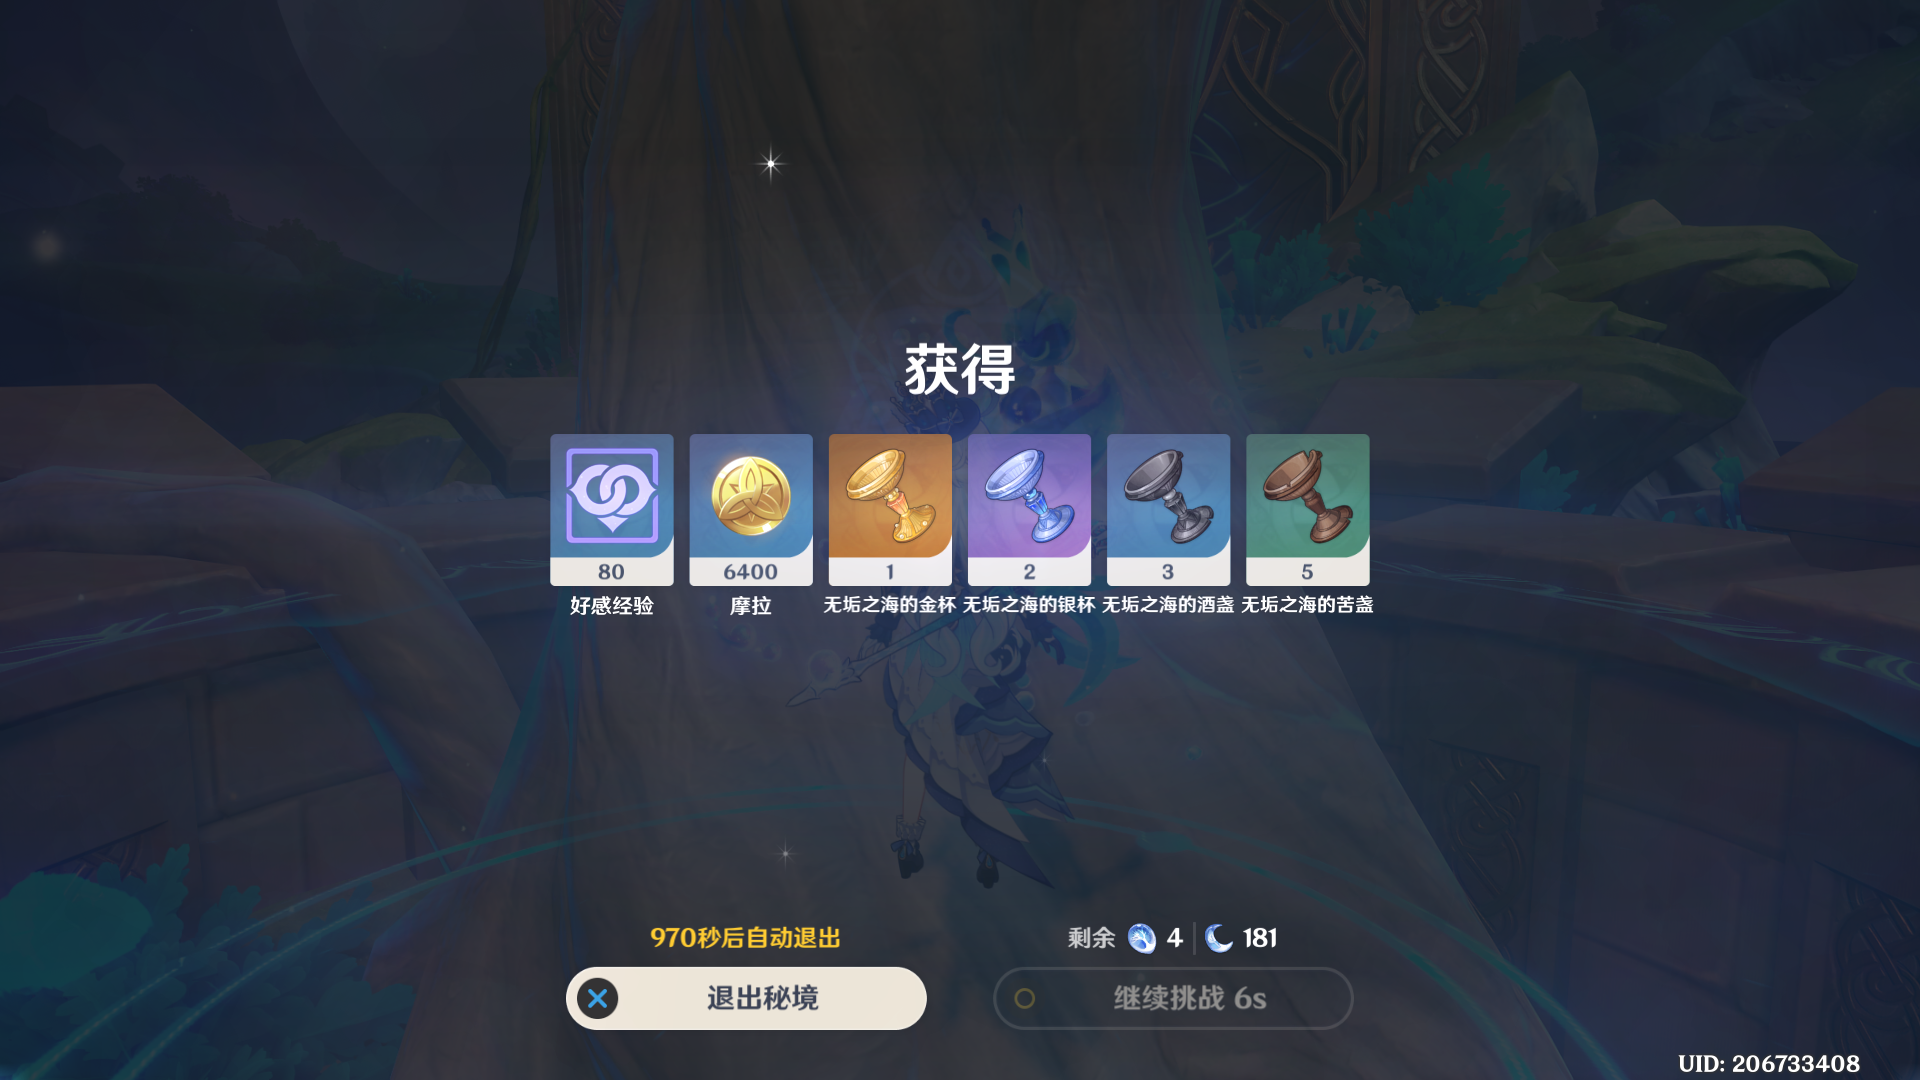 获得
80
6400
1
2
3
5
好感经验
摩拉
无垢之海的金杯
无垢之海的银杯
无垢之海的酒盏
无垢之海的苦盏
970秒后自动退出
剩余 4 181
退出秘境
继续挑战 6s
UID: 206733408